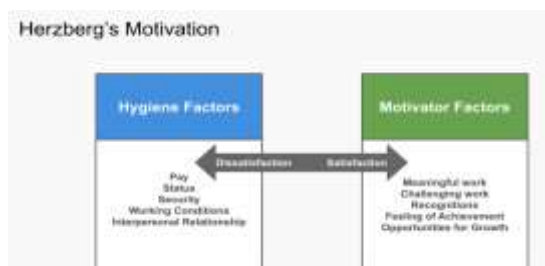 Herzberg's Motivation
Hygiene Factors
Motivator Factors
Dissatisfaction
Satisfaction
Pay
Status
Security
Working Conditions
Interpersonal Relationship
Meaningful work
Challenging work
Recognitions
Feeling of Achievement
Opportunities for Growth